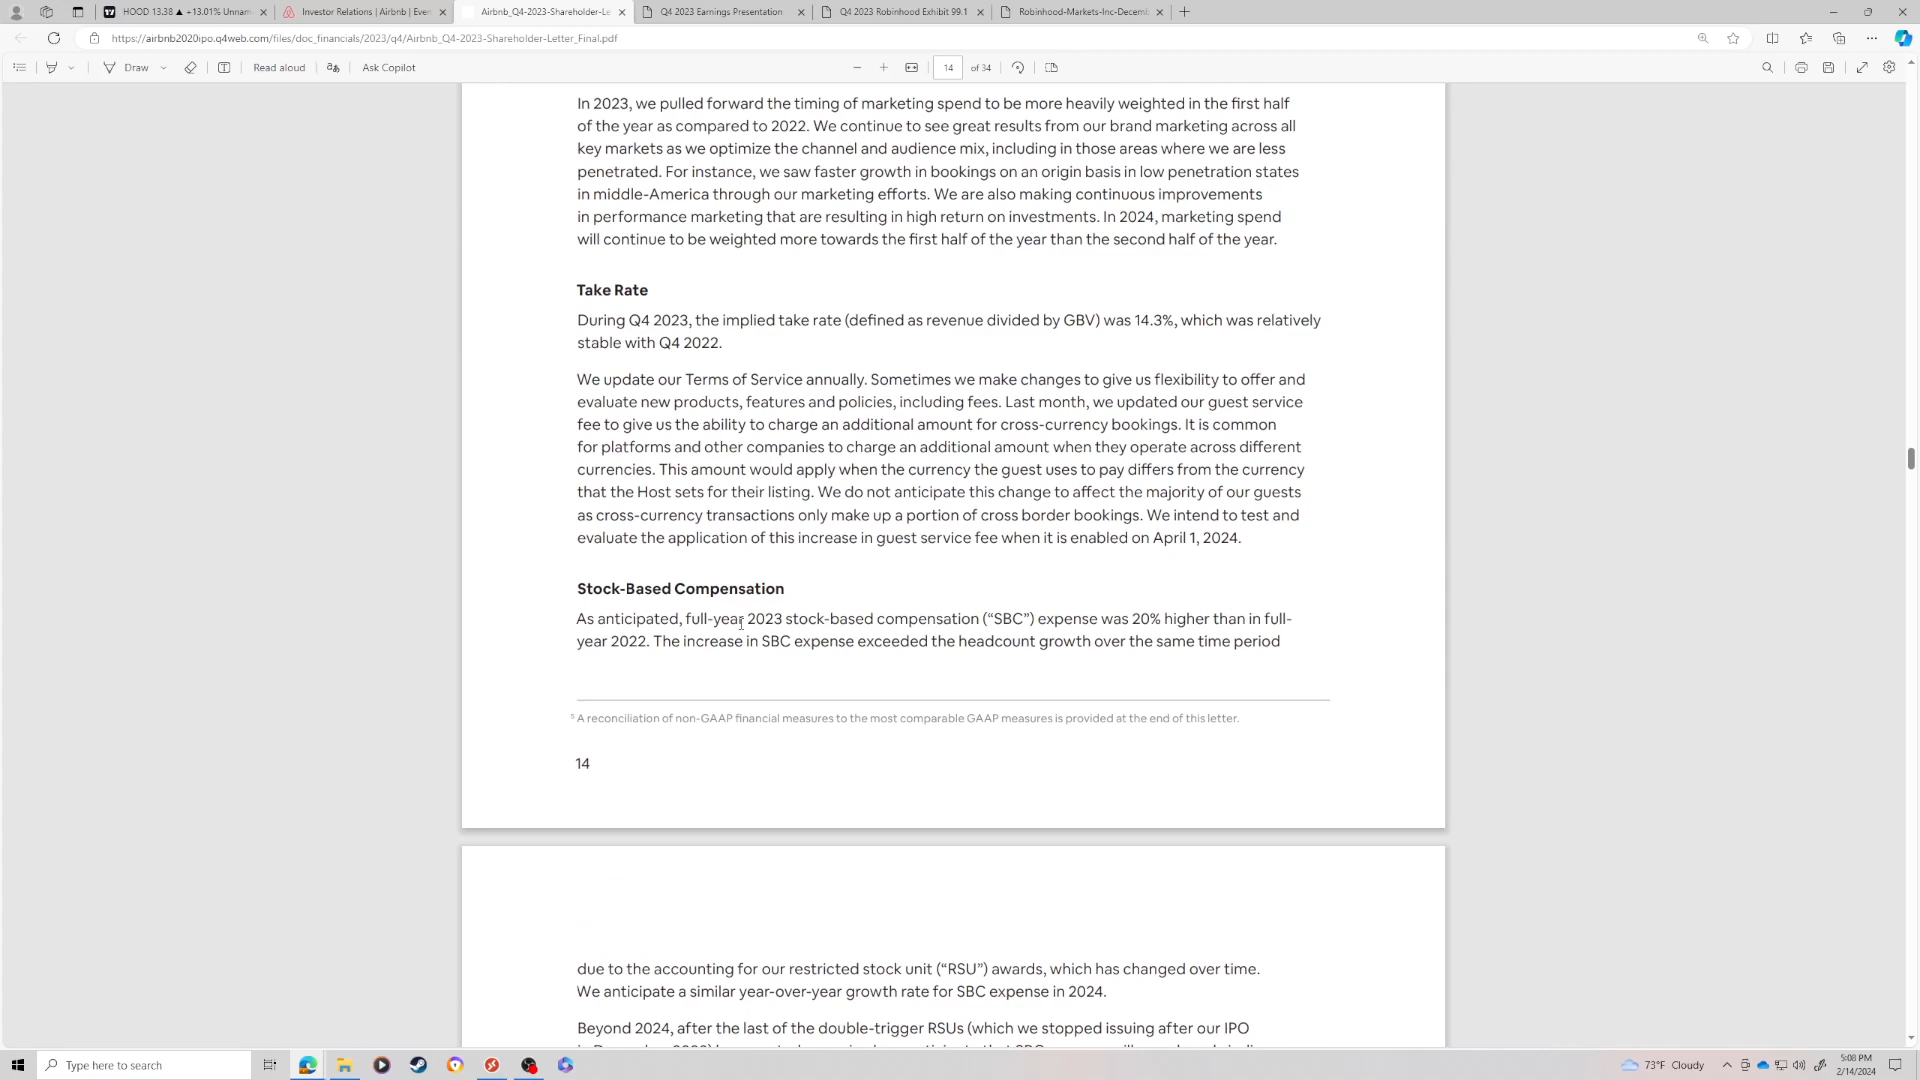 HOOD 13.38 ▲ +13.01% Unnam
Investor Relations | Airbnb | Even
Airbnb_Q4-2023-Shareholder-Le
Q4 2023 Earnings Presentation
Q4 2023 Robinhood Exhibit 99.1
Robinhood-Markets-Inc-Decemb
https://airbnb2020ipo.q4web.com/files/doc_financials/2023/q4/Airbnb_Q4-2023-Shareholder-Letter_Final.pdf
Draw
Read aloud
Ask Copilot
14
of 34
In 2023, we pulled forward the timing of marketing spend to be more heavily weighted in the first half
of the year as compared to 2022. We continue to see great results from our brand marketing across all
key markets as we optimize the channel and audience mix, including in those areas where we are less
penetrated. For instance, we saw faster growth in bookings on an origin basis in low penetration states
in middle-America through our marketing efforts. We are also making continuous improvements
in performance marketing that are resulting in high return on investments. In 2024, marketing spend
will continue to be weighted more towards the first half of the year than the second half of the year.
Take Rate
During Q4 2023, the implied take rate (defined as revenue divided by GBV) was 14.3%, which was relatively
stable with Q4 2022.
We update our Terms of Service annually. Sometimes we make changes to give us flexibility to offer and
evaluate new products, features and policies, including fees. Last month, we updated our guest service
fee to give us the ability to charge an additional amount for cross-currency bookings. It is common
for platforms and other companies to charge an additional amount when they operate across different
currencies. This amount would apply when the currency the guest uses to pay differs from the currency
that the Host sets for their listing. We do not anticipate this change to affect the majority of our guests
as cross-currency transactions only make up a portion of cross border bookings. We intend to test and
evaluate the application of this increase in guest service fee when it is enabled on April 1, 2024.
Stock-Based Compensation
As anticipated, full-year 2023 stock-based compensation (“SBC”) expense was 20% higher than in full-
year 2022. The increase in SBC expense exceeded the headcount growth over the same time period
⁵ A reconciliation of non-GAAP financial measures to the most comparable GAAP measures is provided at the end of this letter.
14
due to the accounting for our restricted stock unit (“RSU”) awards, which has changed over time.
We anticipate a similar year-over-year growth rate for SBC expense in 2024.
Beyond 2024, after the last of the double-trigger RSUs (which we stopped issuing after our IPO
Type here to search
73°F Cloudy
5:08 PM
2/14/2024